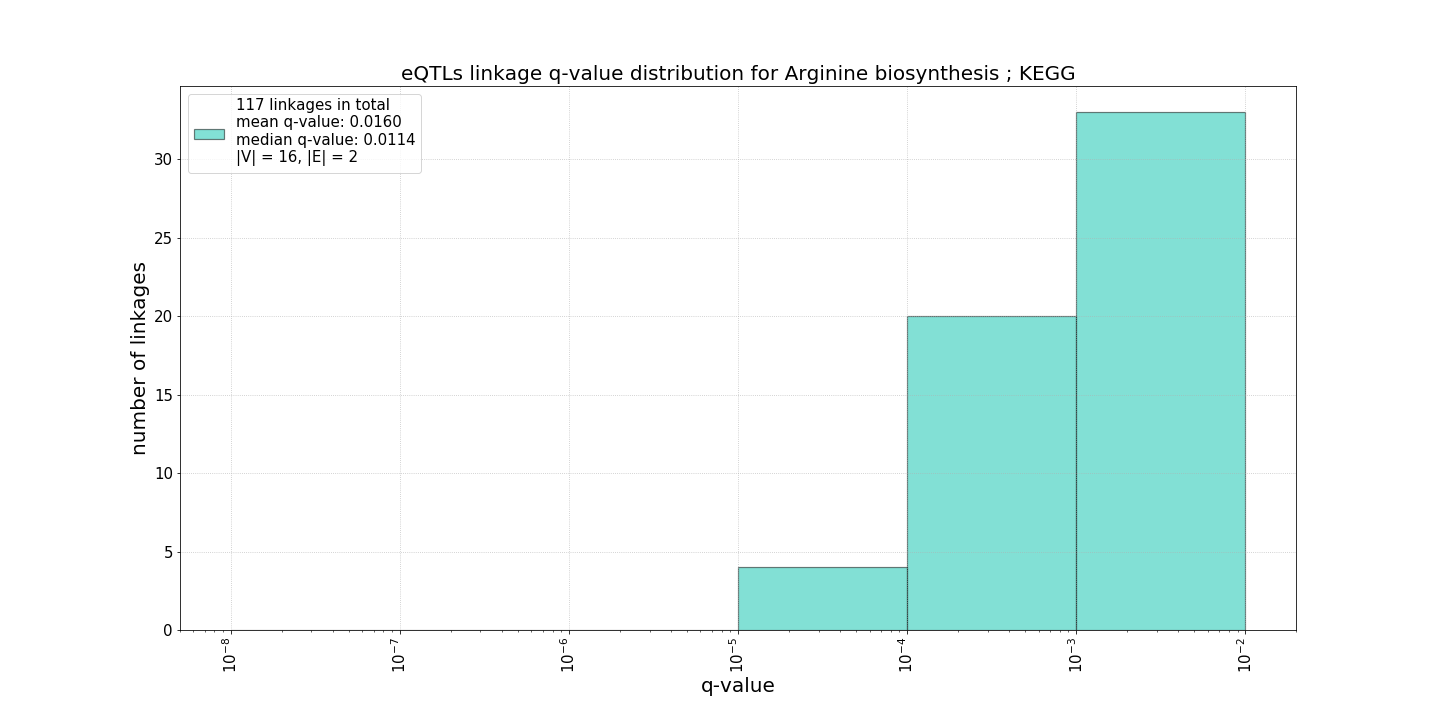 eQTLs linkage q-value distribution for Arginine biosynthesis ; KEGG
117 linkages in total
mean q-value: 0.0160
median q-value: 0.0114
|V| = 16, |E| = 2
number of linkages
30
25
20
15
10
5
0
10⁻⁸ 10⁻⁷ 10⁻⁶ 10⁻⁵ 10⁻⁴ 10⁻³ 10⁻²
q-value